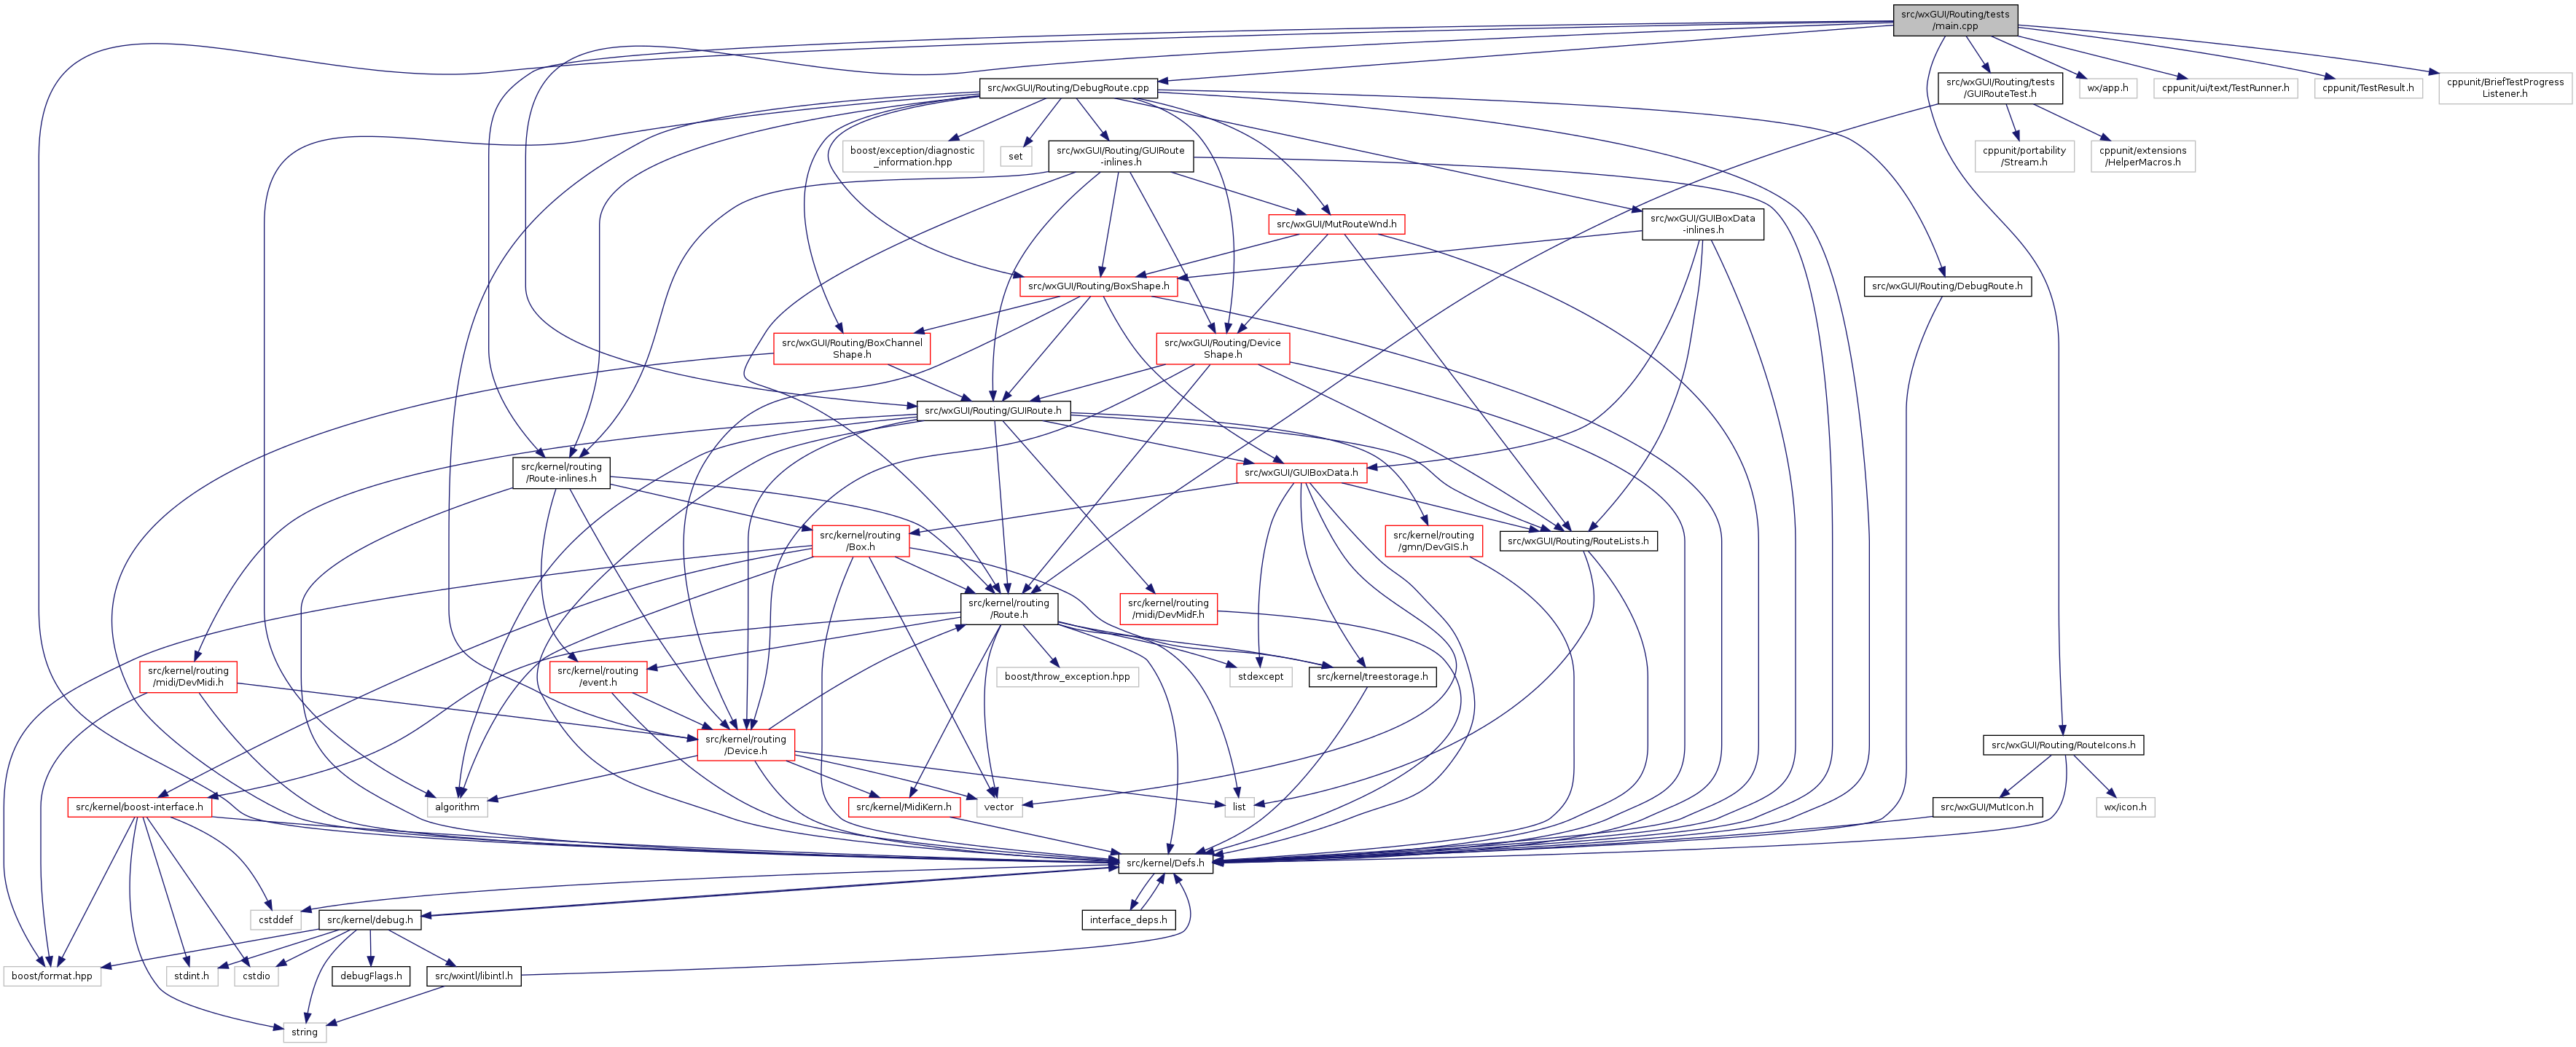 src/wxGUI/Routing/tests
/main.cpp
src/wxGUI/Routing/DebugRoute.cpp
src/wxGUI/Routing/tests
/GUIRouteTest.h
wx/app.h
cppunit/ui/text/TestRunner.h
cppunit/TestResult.h
cppunit/BriefTestProgress
Listener.h
boost/exception/diagnostic
_information.hpp
set
src/wxGUI/Routing/GUIRoute
-inlines.h
cppunit/portability
/Stream.h
cppunit/extensions
/HelperMacros.h
src/wxGUI/MutRouteWnd.h
src/wxGUI/GUIBoxData
-inlines.h
src/wxGUI/Routing/BoxShape.h
src/wxGUI/Routing/DebugRoute.h
src/wxGUI/Routing/BoxChannel
Shape.h
src/wxGUI/Routing/Device
Shape.h
src/wxGUI/Routing/GUIRoute.h
src/kernel/routing
/Route-inlines.h
src/wxGUI/GUIBoxData.h
src/kernel/routing
/Box.h
src/kernel/routing
/gmn/DevGIS.h
src/wxGUI/Routing/RouteLists.h
src/kernel/routing
/Route.h
src/kernel/routing
/midi/DevMidF.h
src/kernel/routing
/midi/DevMidi.h
src/kernel/routing
/event.h
boost/throw_exception.hpp
stdexcept
src/kernel/treestorage.h
src/kernel/routing
/Device.h
src/wxGUI/Routing/RouteIcons.h
src/kernel/boost-interface.h
algorithm
src/kernel/MidiKern.h
vector
list
src/wxGUI/MutIcon.h
wx/icon.h
src/kernel/Defs.h
cstddef
src/kernel/debug.h
interface_deps.h
boost/format.hpp
stdint.h
cstdio
debugFlags.h
src/wxintl/libintl.h
string